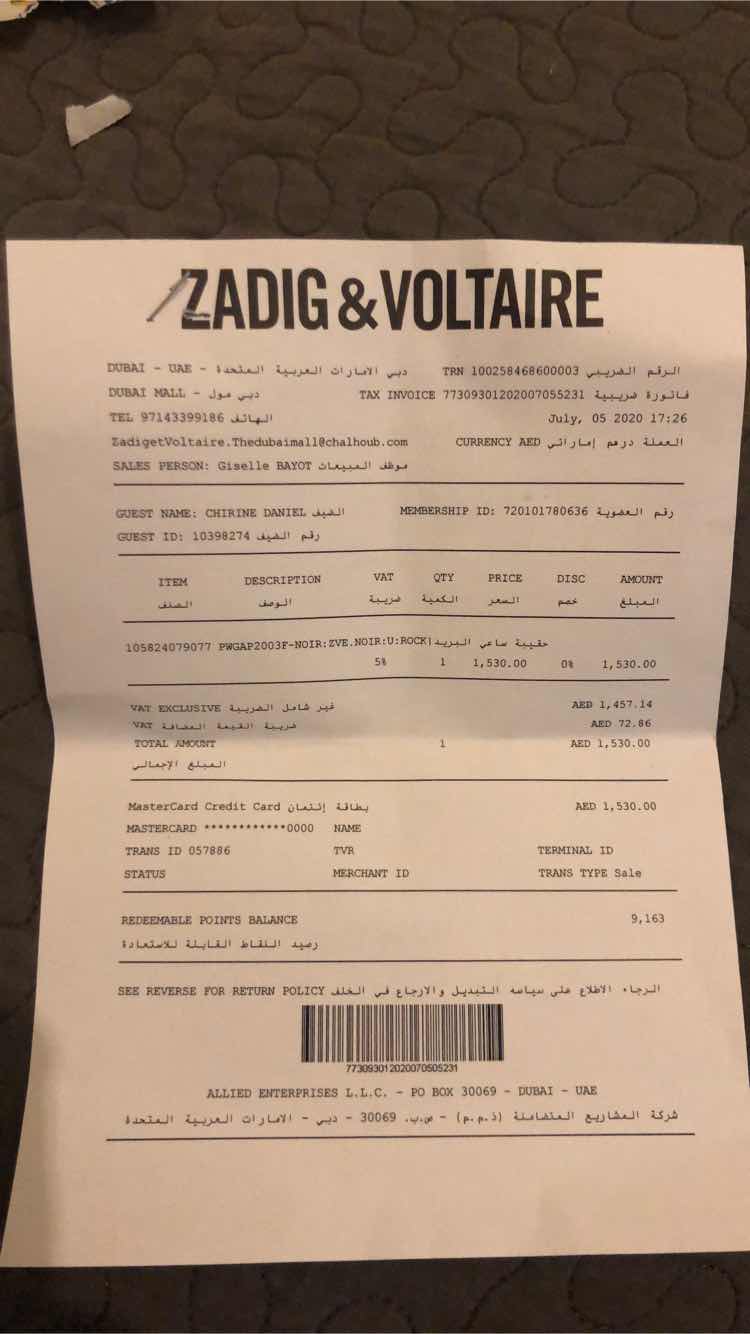 ZADIG & VOLTAIRE
DUBAI - UAE - دبي الامارات العربية المتحدة TRN 100258468600003 الرقم الضريبي
DUBAI MALL - دبي مول TAX INVOICE 77309301202007055231 فاتورة ضريبية
TEL 97143399186 الهاتف July, 05 2020 17:26
ZadigetVoltaire.Thedubaimall@chalhoub.com CURRENCY AED العملة درهم إماراتي
SALES PERSON: Giselle BAYOT موظف المبيعات
GUEST NAME: CHIRINE DANIEL الضيف MEMBERSHIP ID: 720101780636 رقم العضوية
GUEST ID: 10398274 رقم الضيف
ITEM DESCRIPTION VAT QTY PRICE DISC AMOUNT
الصنف الوصف ضريبة الكمية السعر خصم المبلغ
105824079077 PWGAP2003F-NOIR:ZVE.NOIR:U:ROCK|حقيبة ساعي البريد
5% 1 1,530.00 0% 1,530.00
VAT EXCLUSIVE غير شامل الضريبة AED 1,457.14
VAT ضريبة القيمة المضافة AED 72.86
TOTAL AMOUNT 1 AED 1,530.00
المبلغ الإجمالي
MasterCard Credit Card بطاقة إئتمان AED 1,530.00
MASTERCARD ************0000 NAME
TRANS ID 057886 TVR TERMINAL ID
STATUS MERCHANT ID TRANS TYPE Sale
REDEEMABLE POINTS BALANCE 9,163
رصيد النقاط القابلة للاستعادة
SEE REVERSE FOR RETURN POLICY الرجاء الاطلاع على سياسه التبديل والارجاع في الخلف
77309301202007050523​1
ALLIED ENTERPRISES L.L.C. - PO BOX 30069 - DUBAI - UAE
شركة المشاريع المتضامنة (ذ.م.م) - ص.ب. 30069 - دبي - الامارات العربية المتحدة